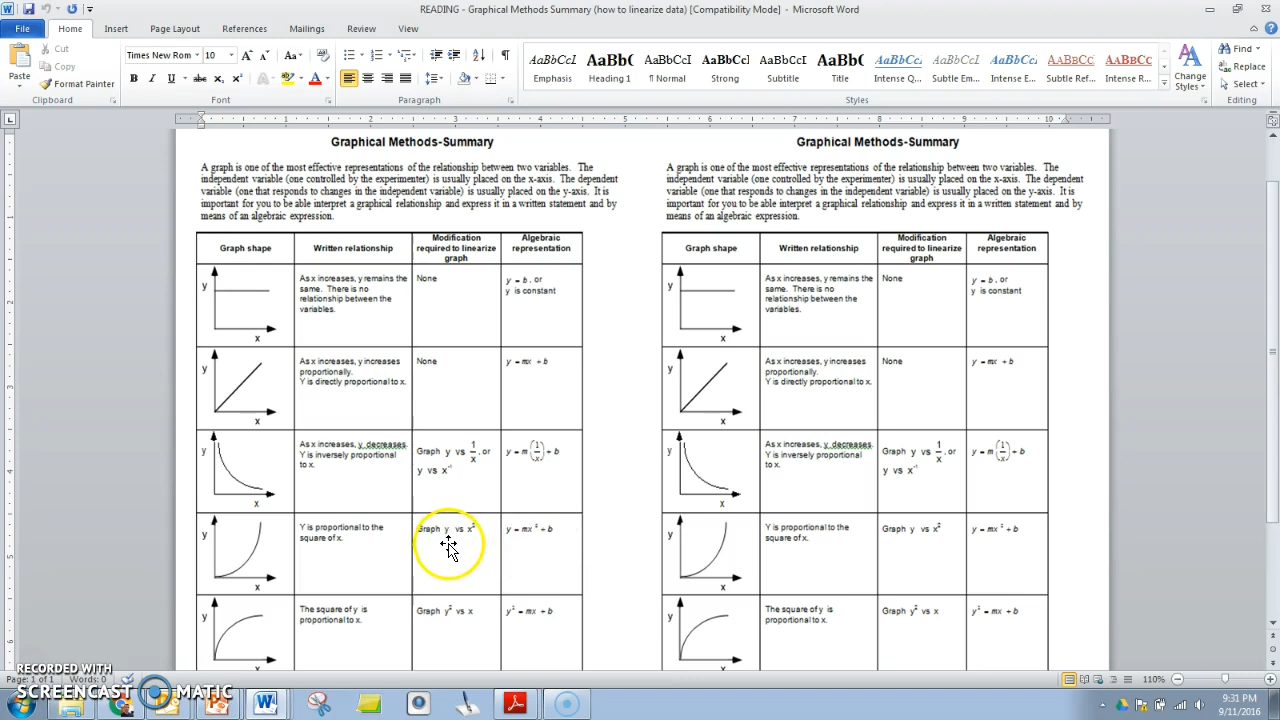 READING - Graphical Methods Summary (how to linearize data) [Compatibility Mode] - Microsoft Word
File Home Insert Page Layout References Mailings Review View
Cut
Copy
Format Painter
Paste
Clipboard
Times New Rom 10
Font
Paragraph
AaBbCcI AaBb( AaBbCcI AaBbCc AaBbCcI AaBb( AaBbCcI AaBbCcI AaBbCcI AABBCCI AABBCCI
Emphasis Heading 1 ¶ Normal Strong Subtitle Title Intense Q... Subtle Em... Intense E... Subtle Ref... Intense R...
Styles
Change Styles
Find
Replace
Select
Editing
Graphical Methods-Summary
A graph is one of the most effective representations of the relationship between two variables. The
independent variable (one controlled by the experimenter) is usually placed on the x-axis. The dependent
variable (one that responds to changes in the independent variable) is usually placed on the y-axis. It is
important for you to be able interpret a graphical relationship and express it in a written statement and by
means of an algebraic expression.
Graph shape Written relationship Modification required to linearize graph Algebraic representation
y x
As x increases, y remains the
same. There is no
relationship between the
variables.
None
y = b, or
y is constant
y x
As x increases, y increases
proportionally.
Y is directly proportional to x.
None
y = mx + b
y x
As x increases, y decreases.
Y is inversely proportional
to x.
Graph y vs 1/x, or
y vs x⁻¹
y = m(1/x) + b
y x
Y is proportional to the
square of x.
Graph y vs x²
y = mx² + b
y
The square of y is
proportional to x.
Graph y² vs x
y² = mx + b
Graphical Methods-Summary
A graph is one of the most effective representations of the relationship between two variables. The
independent variable (one controlled by the experimenter) is usually placed on the x-axis. The dependent
variable (one that responds to changes in the independent variable) is usually placed on the y-axis. It is
important for you to be able interpret a graphical relationship and express it in a written statement and by
means of an algebraic expression.
Graph shape Written relationship Modification required to linearize graph Algebraic representation
y x
As x increases, y remains the
same. There is no
relationship between the
variables.
None
y = b, or
y is constant
y x
As x increases, y increases
proportionally.
Y is directly proportional to x.
None
y = mx + b
y x
As x increases, y decreases.
Y is inversely proportional
to x.
Graph y vs 1/x, or
y vs x⁻¹
y = m(1/x) + b
y x
Y is proportional to the
square of x.
Graph y vs x²
y = mx² + b
y
The square of y is
proportional to x.
Graph y² vs x
y² = mx + b
RECORDED WITH
SCREENCAST MATIC
Page: 1 of 1 Words: 0
110%
9:31 PM
9/11/2016